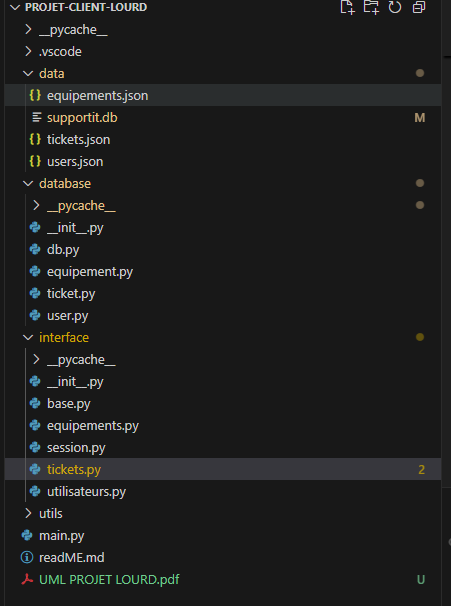 PROJET-CLIENT-LOURD
__pycache__
.vscode
data
{} equipements.json
supportit.db M
{} tickets.json
{} users.json
database
__pycache__
__init__.py
db.py
equipement.py
ticket.py
user.py
interface
__pycache__
__init__.py
base.py
equipements.py
session.py
tickets.py 2
utilisateurs.py
utils
main.py
readME.md
UML PROJET LOURD.pdf U